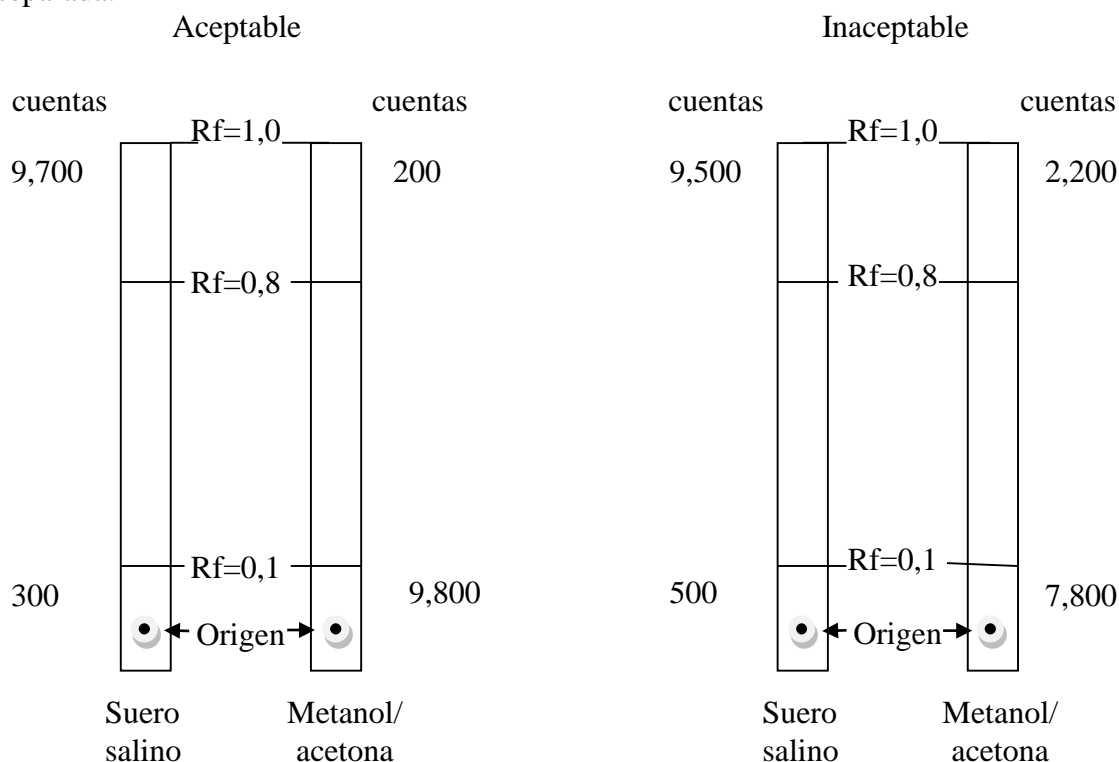 Aceptable
cuentas cuentas
Rf=1,0
9,700 200
Rf=0,8
Rf=0,1
300 9,800
Origen
Suero Metanol/
salino acetona
Inaceptable
cuentas cuentas
Rf=1,0
9,500 2,200
Rf=0,8
Rf=0,1
500 7,800
Origen
Suero Metanol/
salino acetona